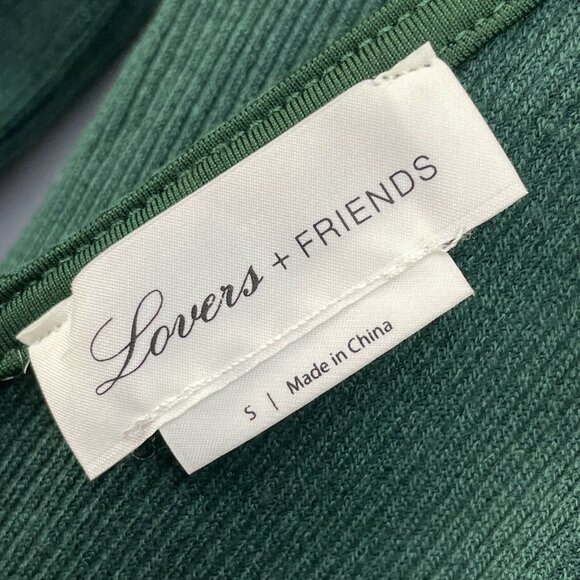 Lovers + FRIENDS
S | Made in China